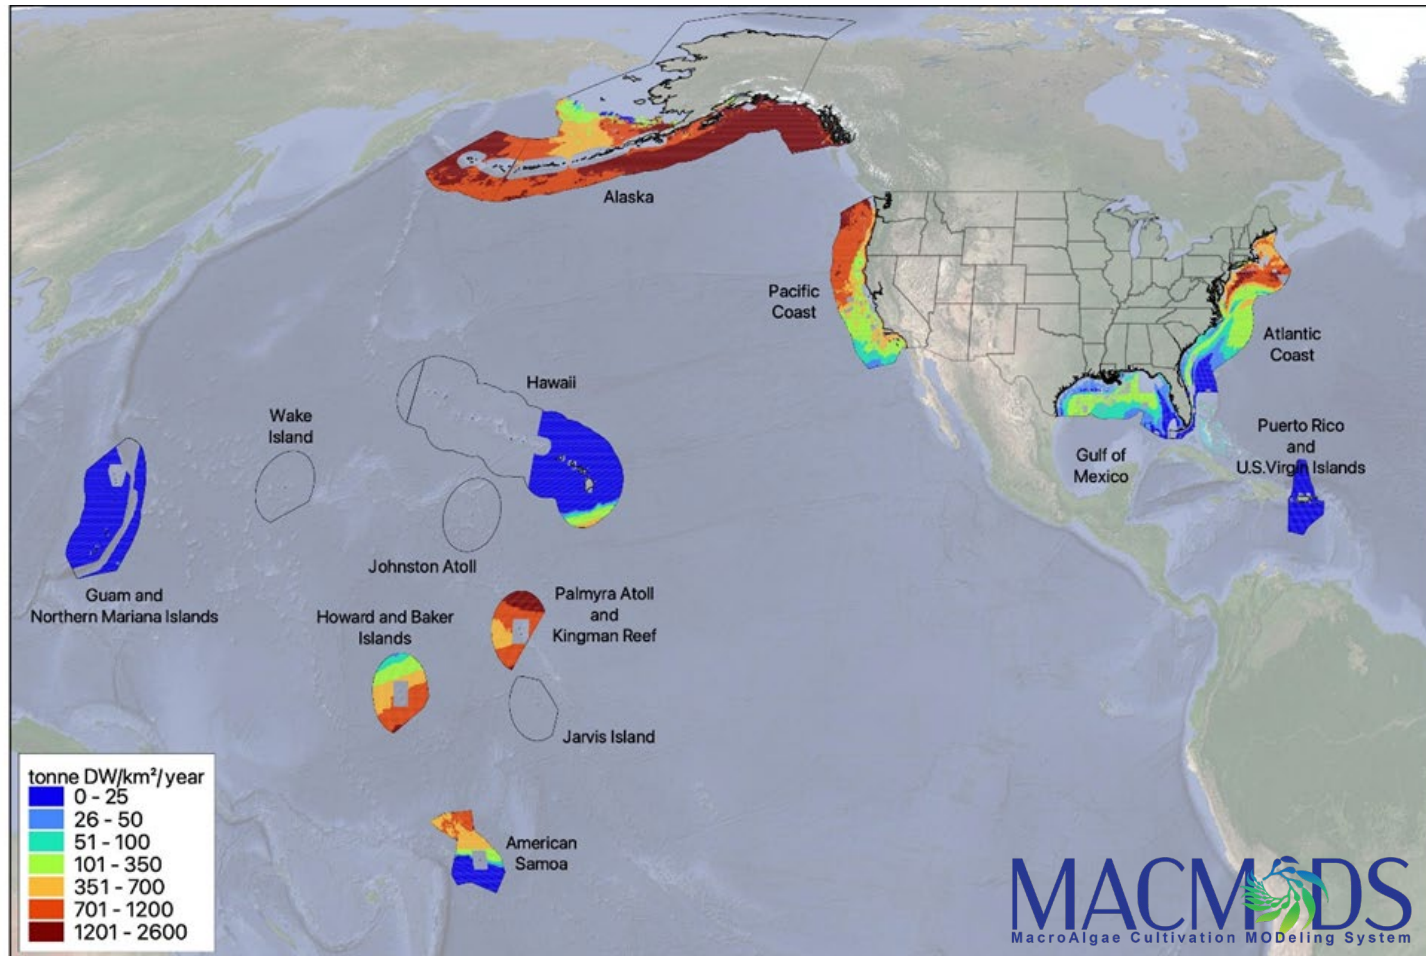 Alaska
Pacific
Coast
Atlantic
Coast
Hawaii
Wake
Island
Gulf of
Mexico
Puerto Rico
and
U.S.Virgin Islands
Johnston Atoll
Guam and
Northern Mariana Islands
Howard and Baker
Islands
Palmyra Atoll
and
Kingman Reef
Jarvis Island
American
Samoa
tonne DW/km²/year
0 - 25
26 - 50
51 - 100
101 - 350
351 - 700
701 - 1200
1201 - 2600
MACMODS
MacroAlgae Cultivation MODeling System